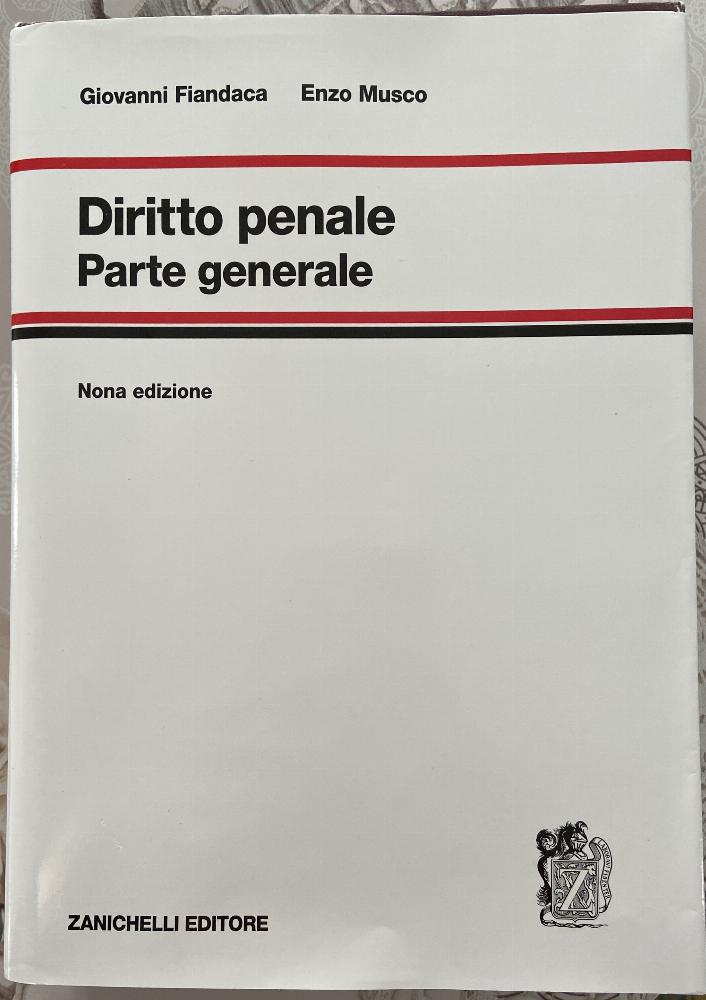 Giovanni Fiandaca Enzo Musco
Diritto penale
Parte generale
Nona edizione
Z
ZANICHELLI EDITORE